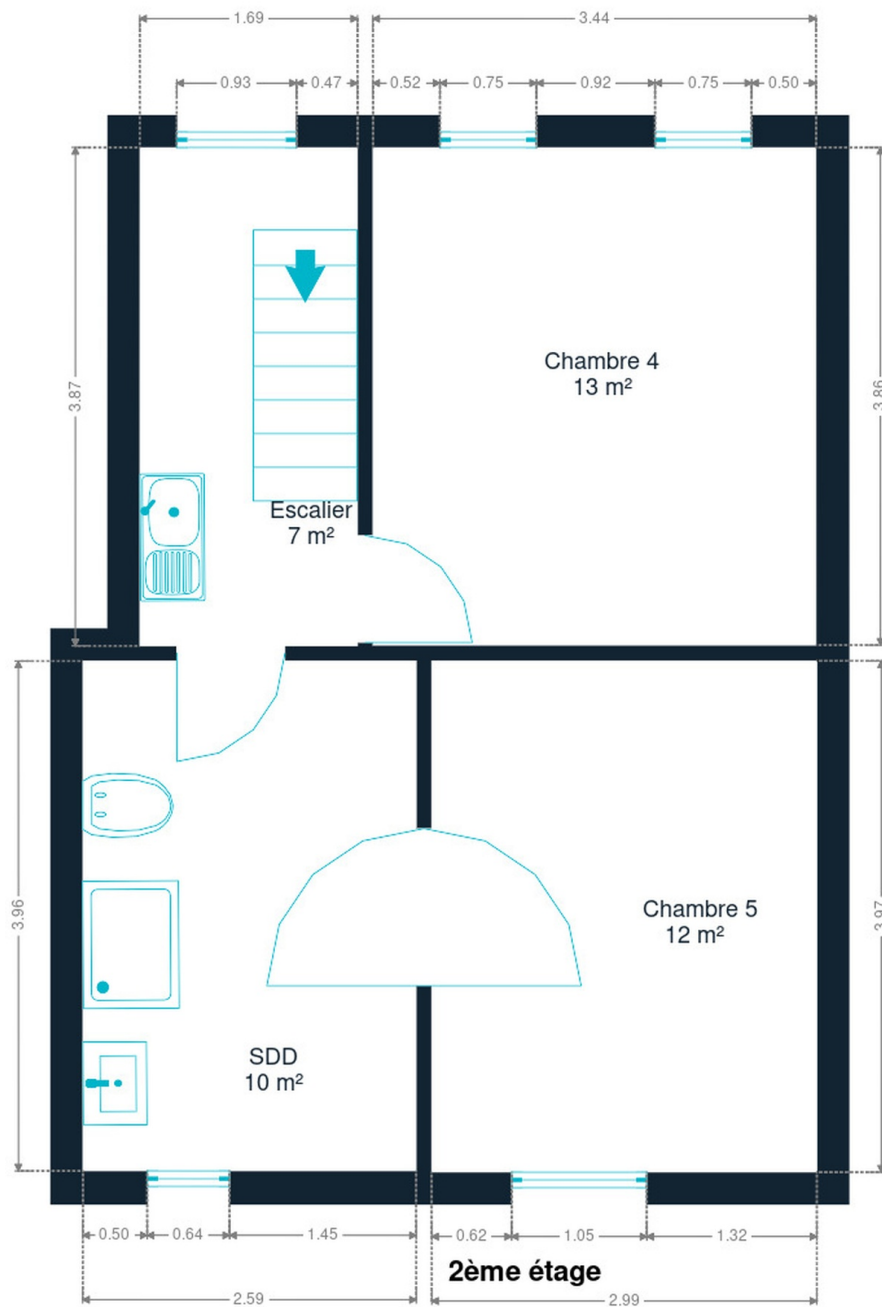 1.69
3.44
0.93
0.47
0.52
0.75
0.92
0.75
0.50
3.87
3.86
Chambre 4
13 m²
Escalier
7 m²
3.96
3.97
Chambre 5
12 m²
SDD
10 m²
0.50
0.64
1.45
0.62
1.05
1.32
2ème étage
2.59
2.99